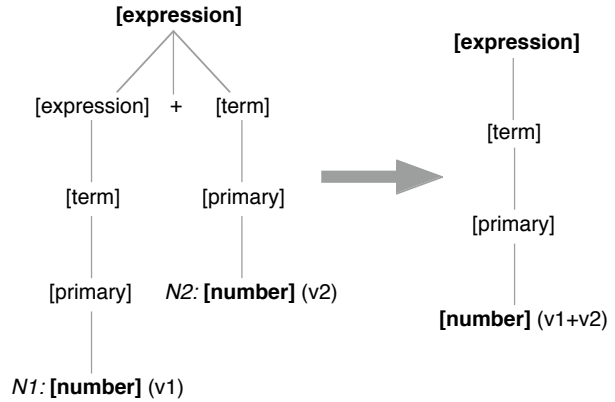 [expression]
[expression] + [term]
[term] [primary]
[primary] N2: [number] (v2)
N1: [number] (v1)
[expression]
[term]
[primary]
[number] (v1+v2)